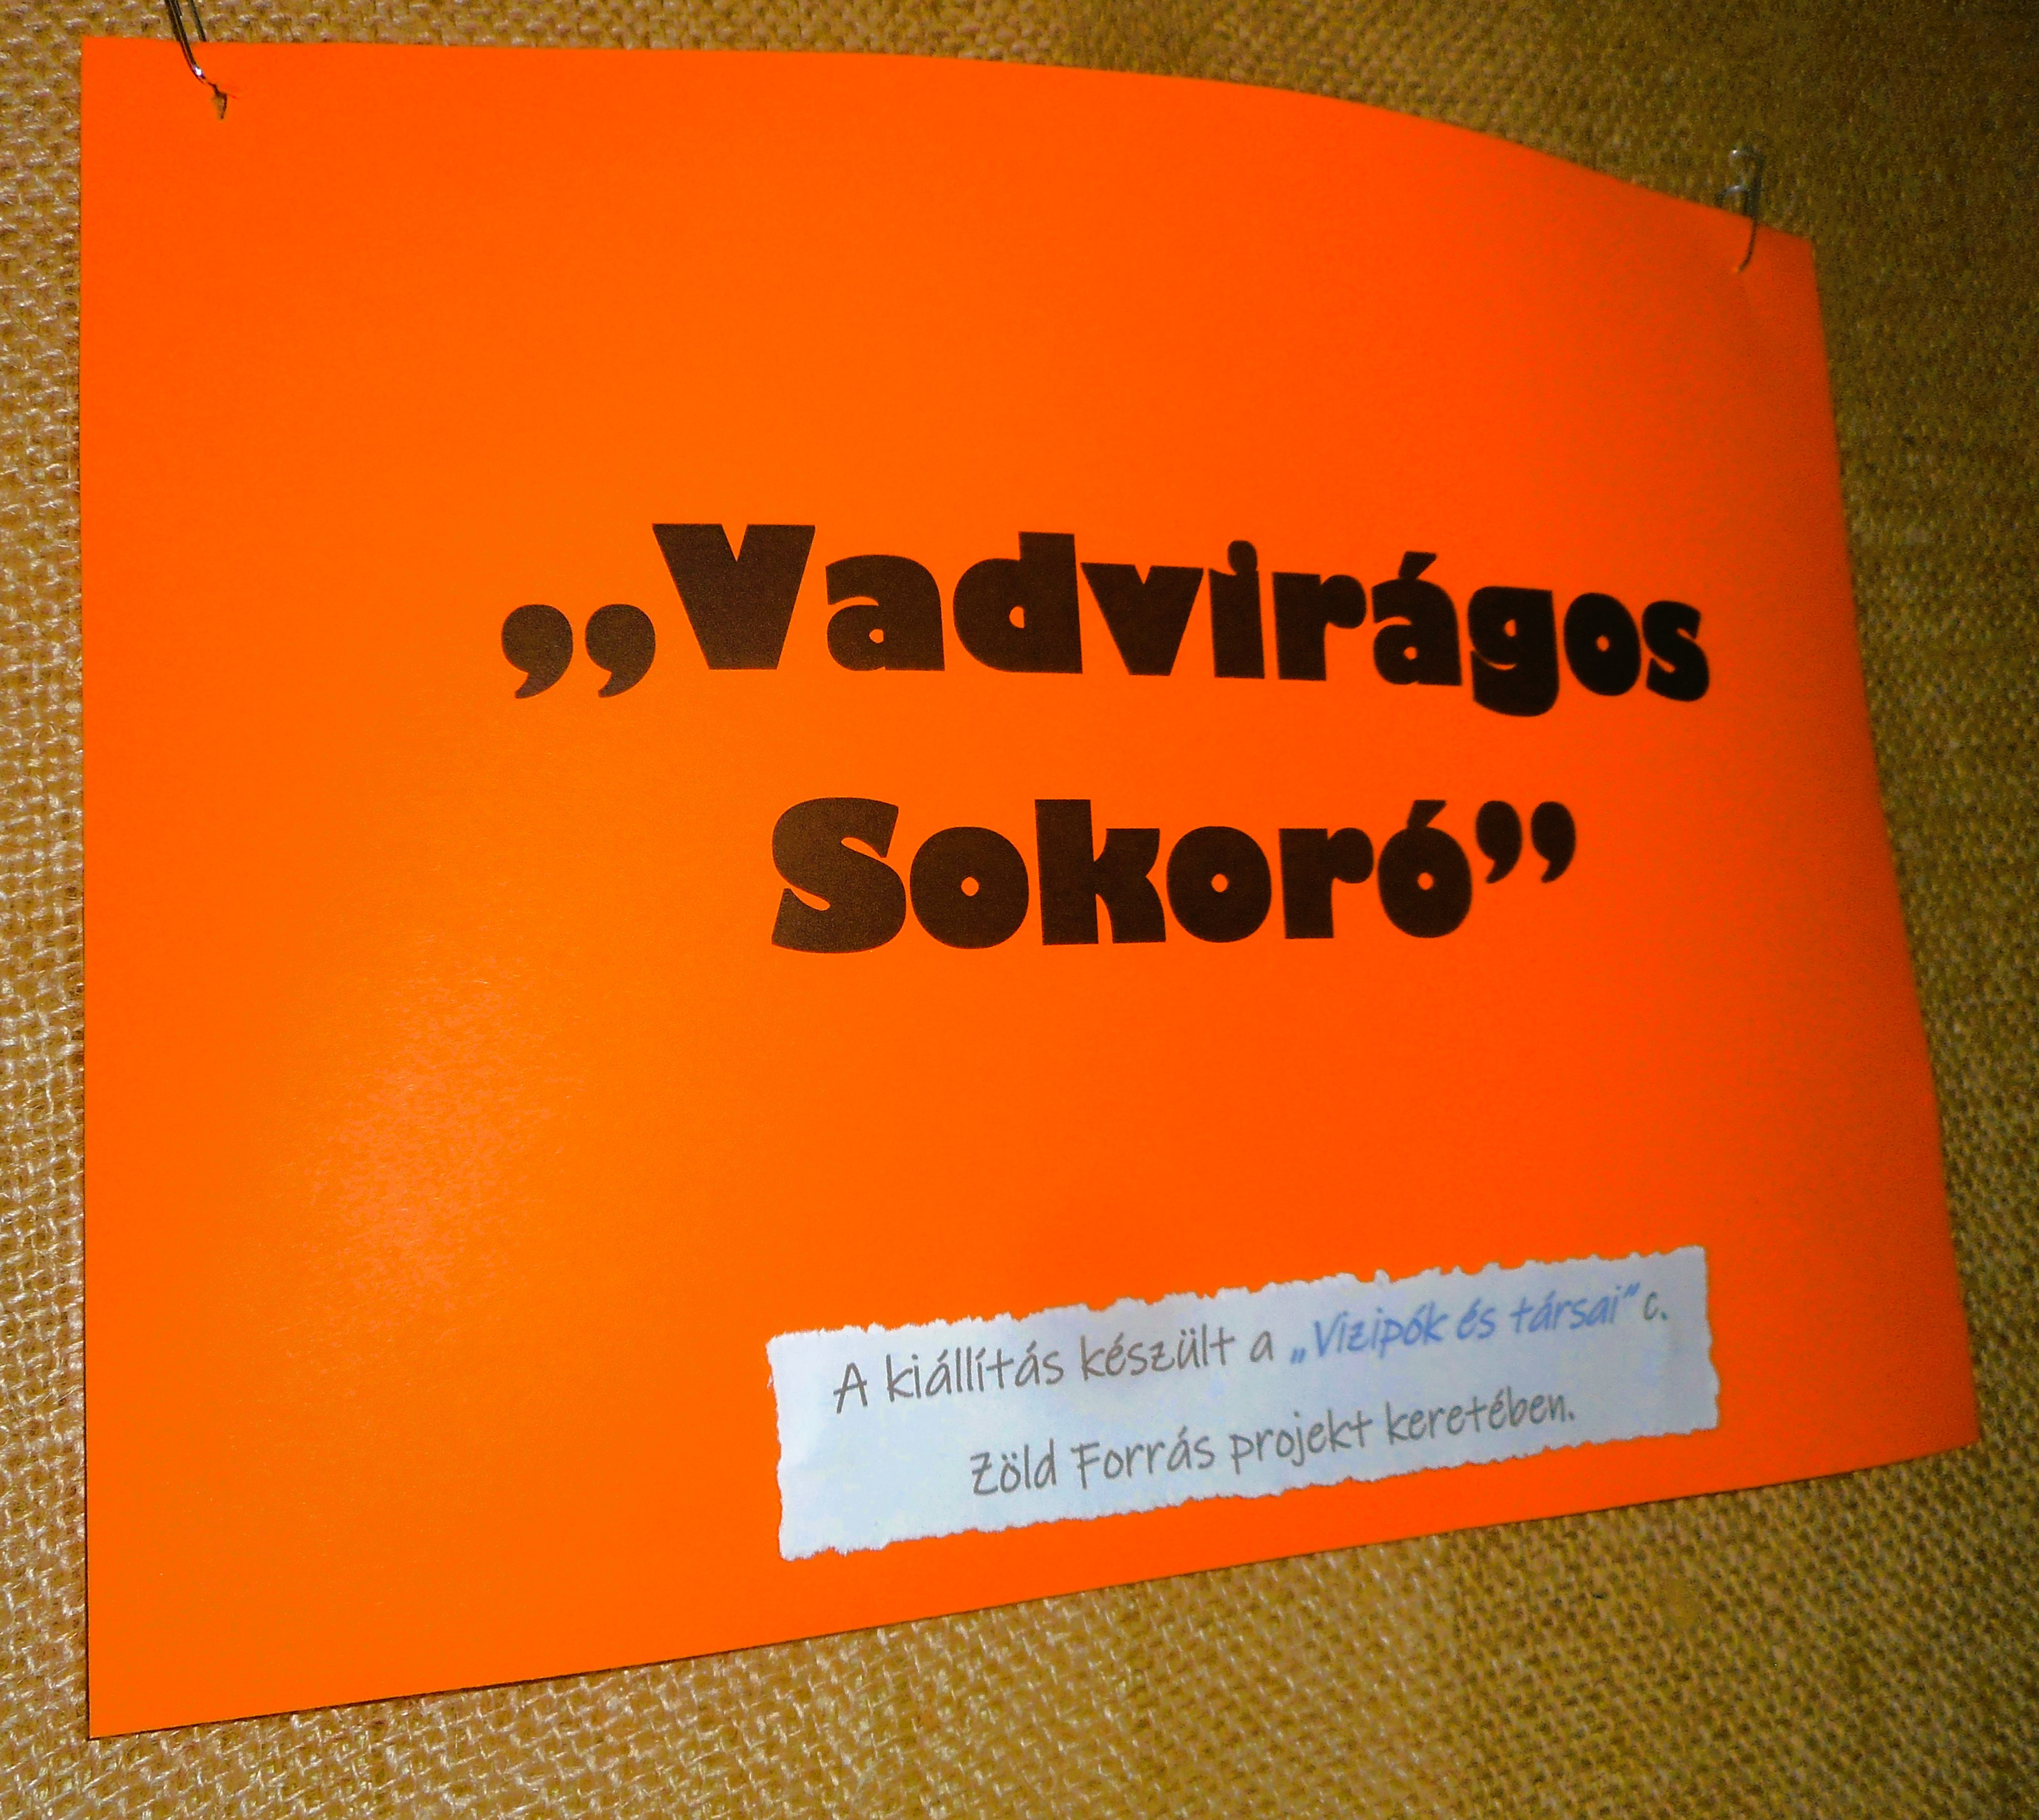 „Vadvirágos
Sokoró”
A kiállítás készült a „Vizipók és társai” c.
Zöld Forrás projekt keretében.